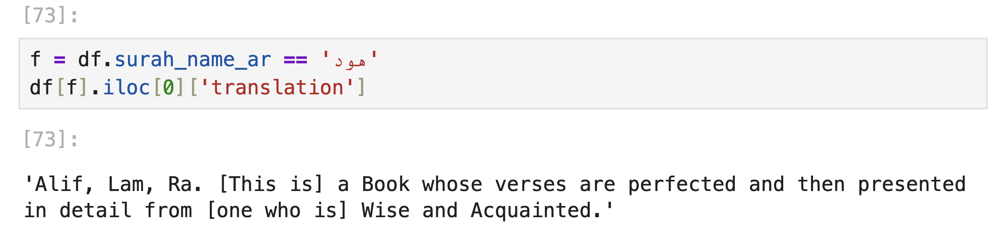 [73]:
f = df.surah_name_ar == 'هود'
df[f].iloc[0]['translation']
[73]:
'Alif, Lam, Ra. [This is] a Book whose verses are perfected and then presented
in detail from [one who is] Wise and Acquainted.'